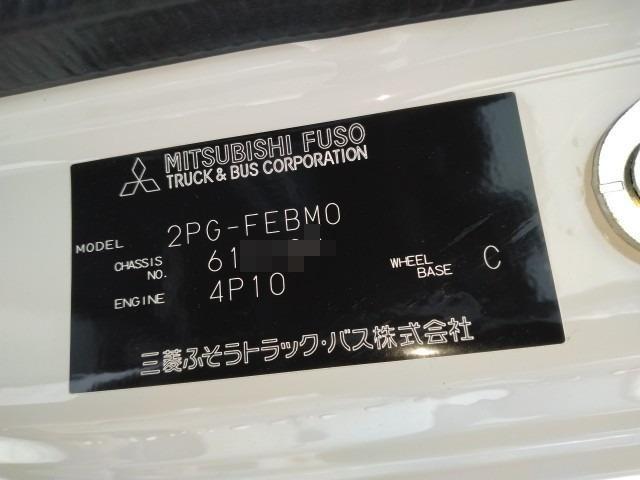 MITSUBISHI FUSO
TRUCK & BUS CORPORATION
MODEL 2PG-FEBM0
CHASSIS NO. 61
ENGINE 4P10
WHEEL BASE C
三菱ふそうトラック・バス株式会社